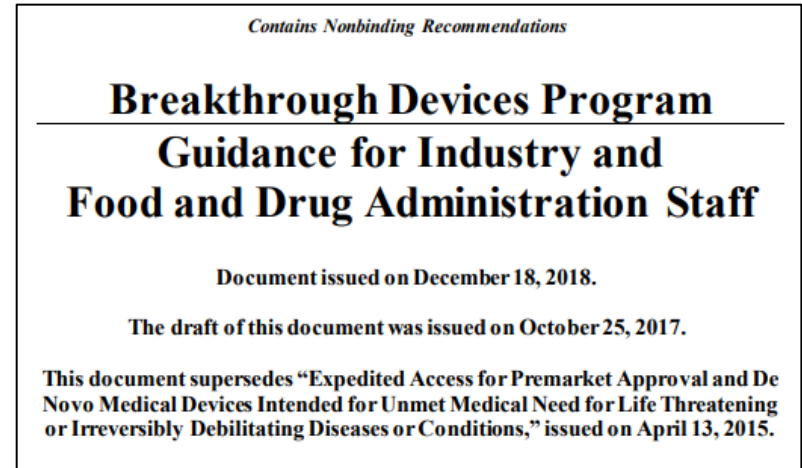 Contains Nonbinding Recommendations
Breakthrough Devices Program
Guidance for Industry and
Food and Drug Administration Staff
Document issued on December 18, 2018.
The draft of this document was issued on October 25, 2017.
This document supersedes “Expedited Access for Premarket Approval and De
Novo Medical Devices Intended for Unmet Medical Need for Life Threatening
or Irreversibly Debilitating Diseases or Conditions,” issued on April 13, 2015.